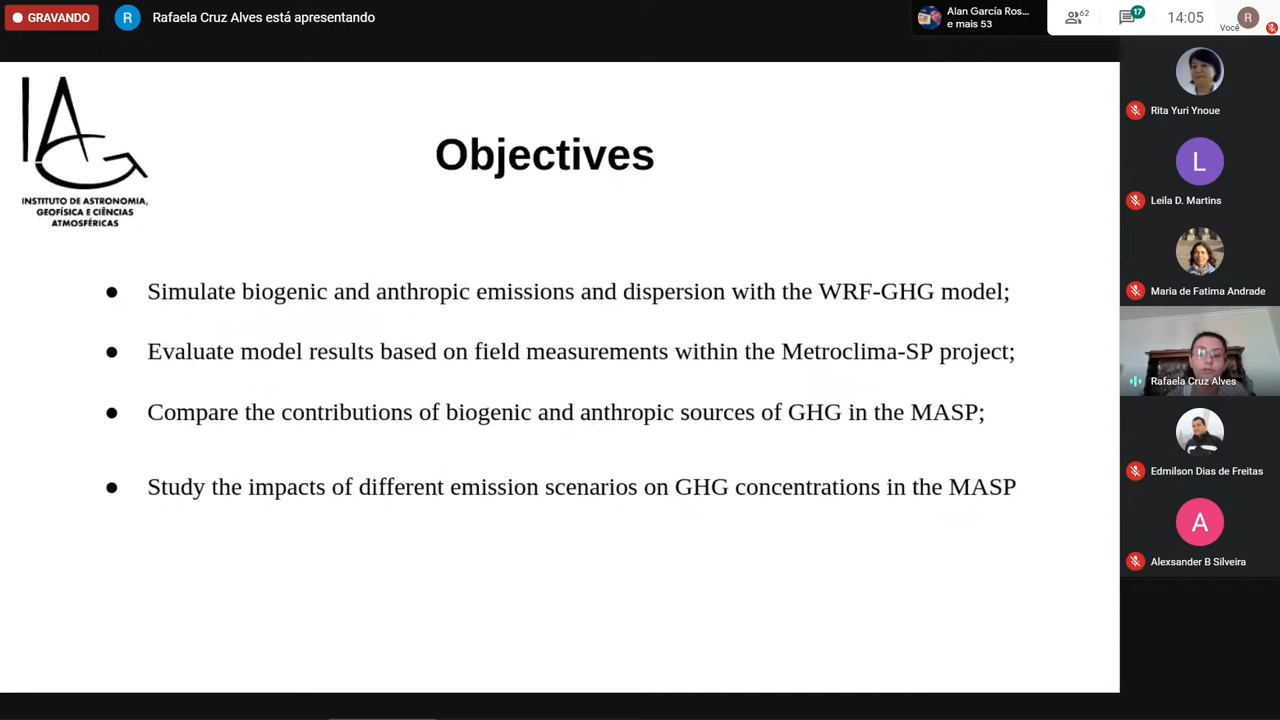 GRAVANDO
R
Rafaela Cruz Alves está apresentando
Alan García Ros...
e mais 53
62
17
14:05
Você
R
IAG
INSTITUTO DE ASTRONOMIA,
GEOFÍSICA E CIÊNCIAS
ATMOSFÉRICAS
Objectives
● Simulate biogenic and anthropic emissions and dispersion with the WRF-GHG model;
● Evaluate model results based on field measurements within the Metroclima-SP project;
● Compare the contributions of biogenic and anthropic sources of GHG in the MASP;
● Study the impacts of different emission scenarios on GHG concentrations in the MASP
Rita Yuri Ynoue
L
Leila D. Martins
Maria de Fatima Andrade
Rafaela Cruz Alves
Edmilson Dias de Freitas
A
Alexsander B Silveira